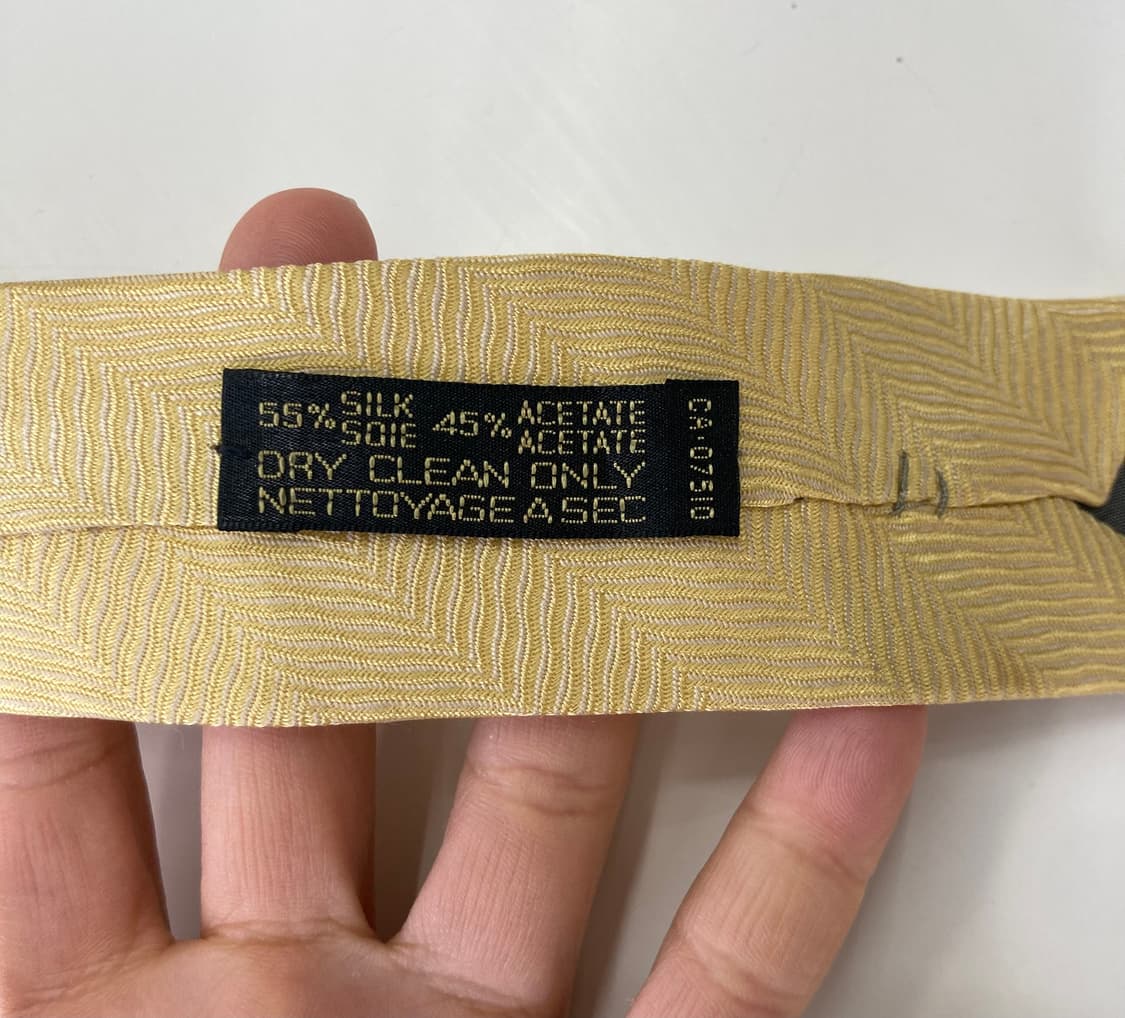 55% SILK 45% ACETATE
SOIE ACETATE
DRY CLEAN ONLY
NETTOYAGE A SEC
CA·07310